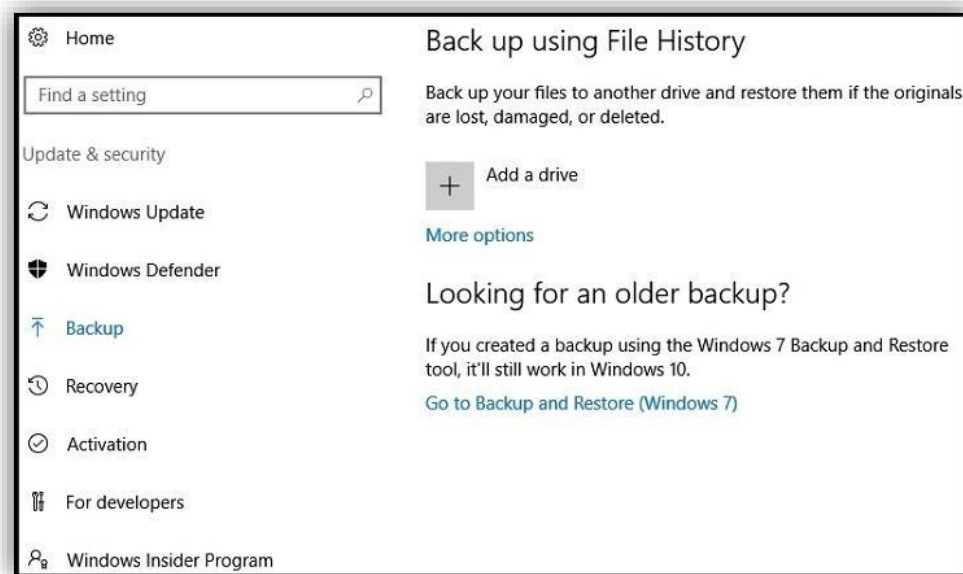 Home
Find a setting
Update & security
Windows Update
Windows Defender
Backup
Recovery
Activation
For developers
Windows Insider Program
Back up using File History
Back up your files to another drive and restore them if the originals
are lost, damaged, or deleted.
Add a drive
More options
Looking for an older backup?
If you created a backup using the Windows 7 Backup and Restore
tool, it'll still work in Windows 10.
Go to Backup and Restore (Windows 7)